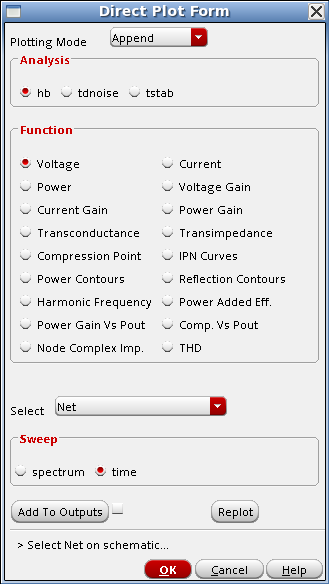 Direct Plot Form
Plotting Mode Append
Analysis
hb tdnoise tstab
Function
Voltage Current
Power Voltage Gain
Current Gain Power Gain
Transconductance Transimpedance
Compression Point IPN Curves
Power Contours Reflection Contours
Harmonic Frequency Power Added Eff.
Power Gain Vs Pout Comp. Vs Pout
Node Complex Imp. THD
Select Net
Sweep
spectrum time
Add To Outputs Replot
> Select Net on schematic...
OK Cancel Help